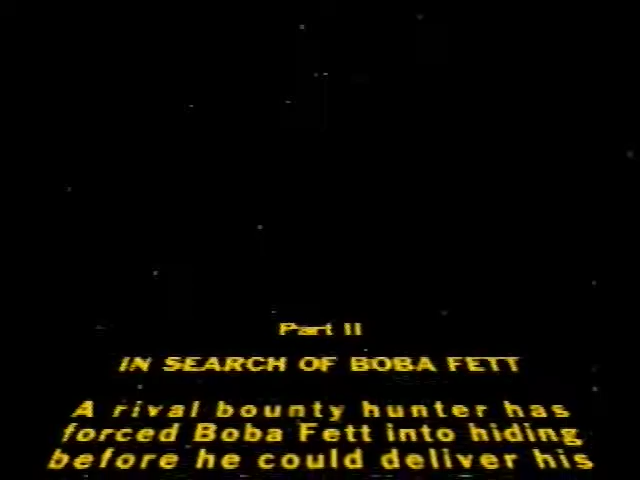 Part II
IN SEARCH OF BOBA FETT
A rival bounty hunter has
forced Boba Fett into hiding
before he could deliver his